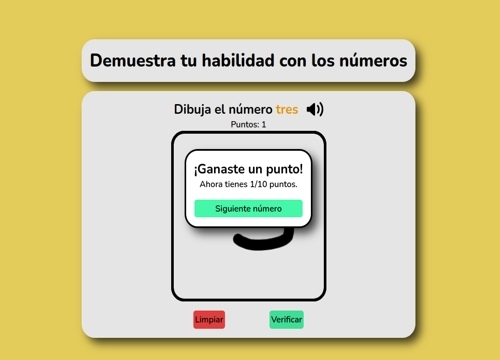 Demuestra tu habilidad con los números
Dibuja el número tres
Puntos: 1
¡Ganaste un punto!
Ahora tienes 1/10 puntos.
Siguiente número
Limpiar
Verificar